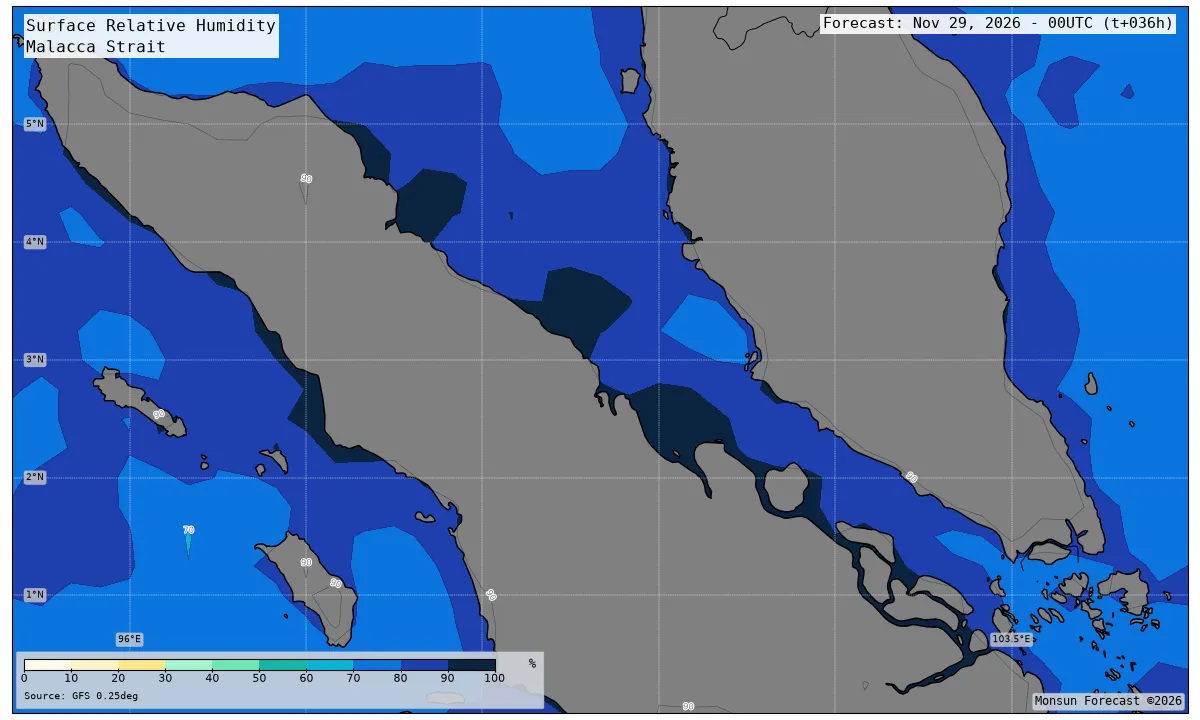 Surface Relative Humidity
Malacca Strait
Forecast: Nov 29, 2026 - 00UTC (t+036h)
5°N
90
4°N
3°N
90
90
2°N
70
90
90
1°N
90
96°E
103.5°E
%
0 10 20 30 40 50 60 70 80 90 100
Source: GFS 0.25deg
90
Monsun Forecast ©2026